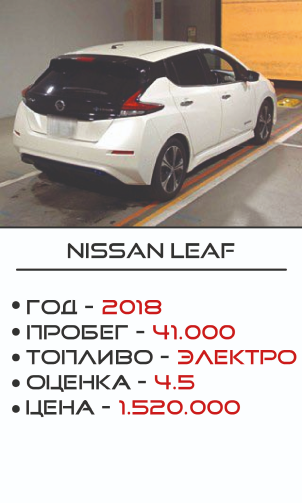 NISSAN LEAF
• ГОД - 2018
• ПРОБЕГ - 41.000
• ТОПЛИВО - ЭЛЕКТРО
• ОЦЕНКА - 4.5
• ЦЕНА - 1.520.000